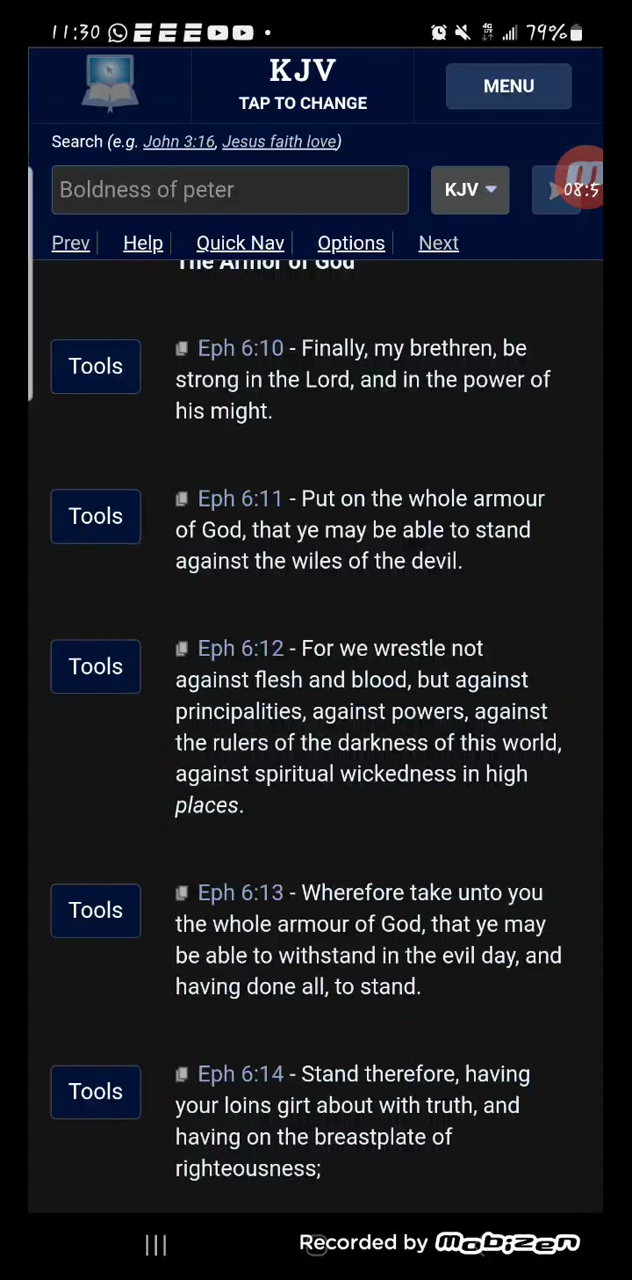 11:30
79%
KJV
TAP TO CHANGE
MENU
Search (e.g. John 3:16, Jesus faith love)
Boldness of peter
KJV
08:5
Prev
Help
Quick Nav
Options
Next
The Armor of God
Tools
Eph 6:10 - Finally, my brethren, be
strong in the Lord, and in the power of
his might.
Tools
Eph 6:11 - Put on the whole armour
of God, that ye may be able to stand
against the wiles of the devil.
Tools
Eph 6:12 - For we wrestle not
against flesh and blood, but against
principalities, against powers, against
the rulers of the darkness of this world,
against spiritual wickedness in high
places.
Tools
Eph 6:13 - Wherefore take unto you
the whole armour of God, that ye may
be able to withstand in the evil day, and
having done all, to stand.
Tools
Eph 6:14 - Stand therefore, having
your loins girt about with truth, and
having on the breastplate of
righteousness;
Recorded by mobizen